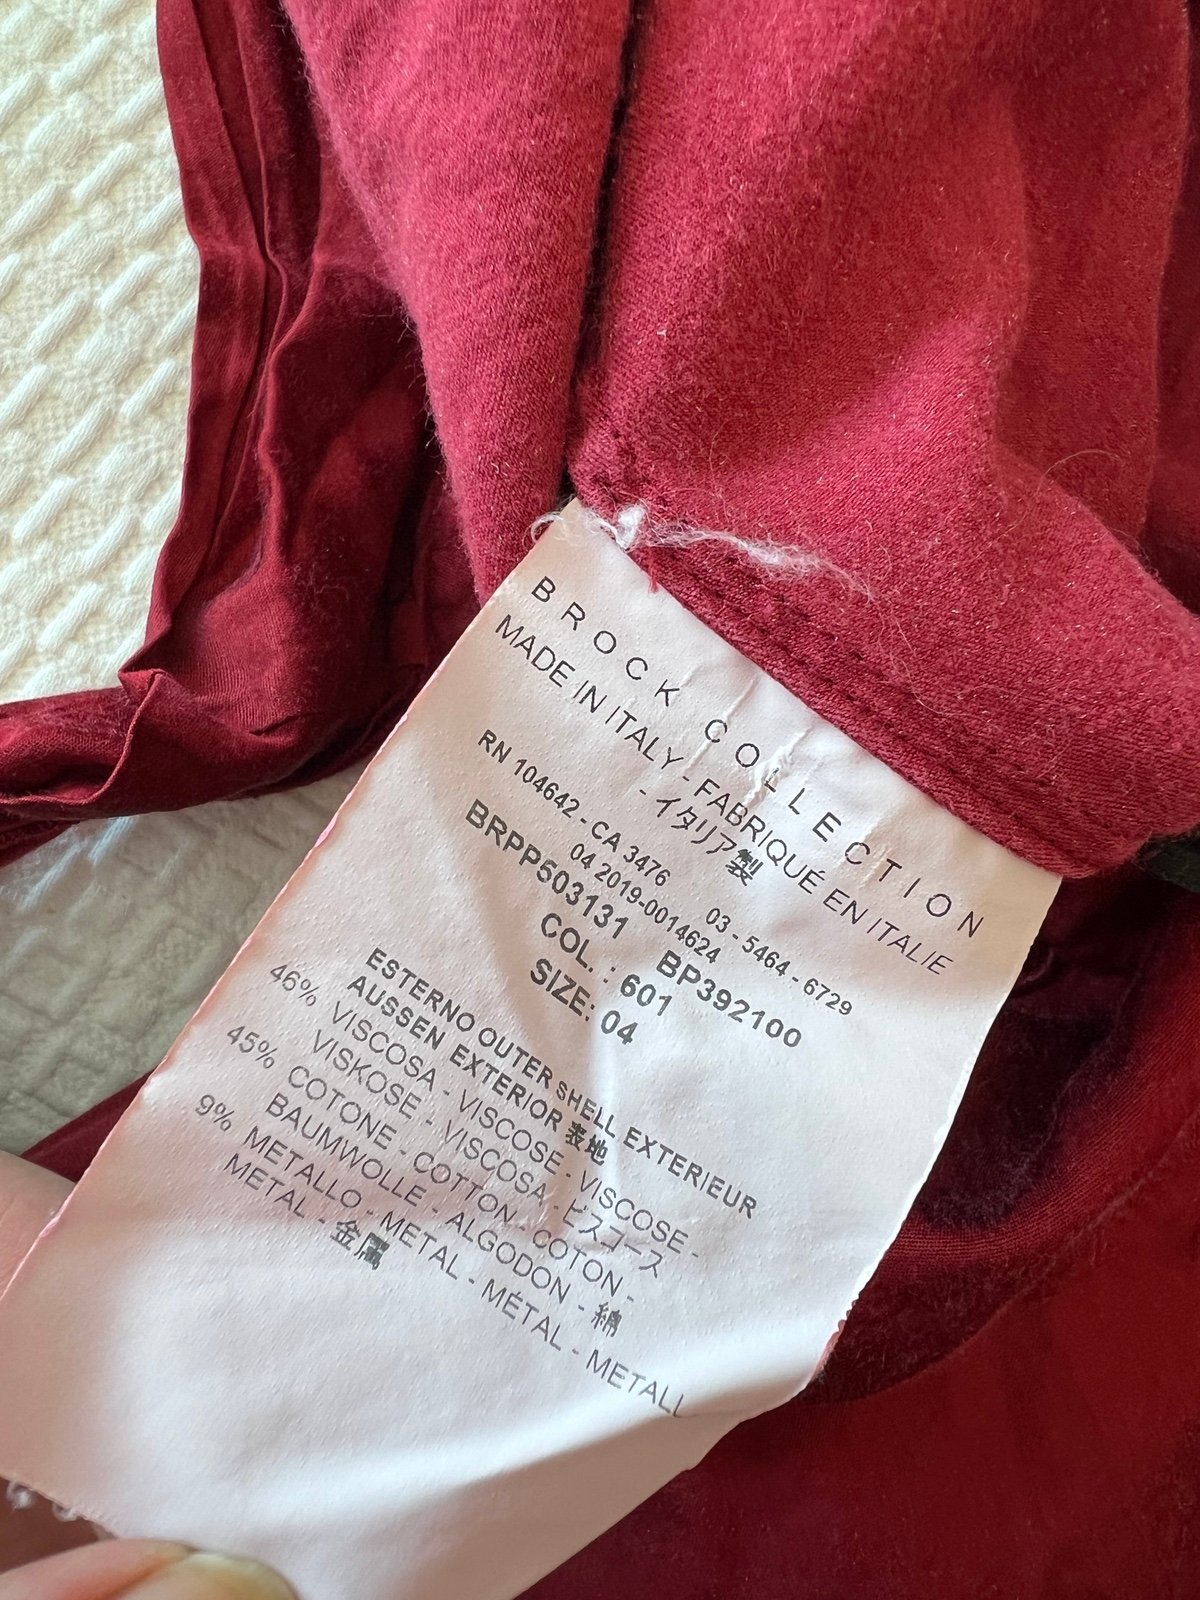 BROCK COLLECTION
MADE IN ITALY - FABRIQUÉ EN ITALIE
- イタリア製
RN 104642 - CA 3476 03 - 5464 - 6729
04 2019-0014624
BRPP503131 BP392100
COL. : 601
SIZE: 04
ESTERNO OUTER SHELL EXTERIEUR
AUSSEN EXTERIOR 表地
46% VISCOSA - VISCOSE - VISCOSE -
VISKOSE - VISCOSA - ビスコース
45% COTONE - COTTON - COTON -
BAUMWOLLE - ALGODON - 綿
9% METALLO - METAL - MÉTAL - METALL
METAL - 金属